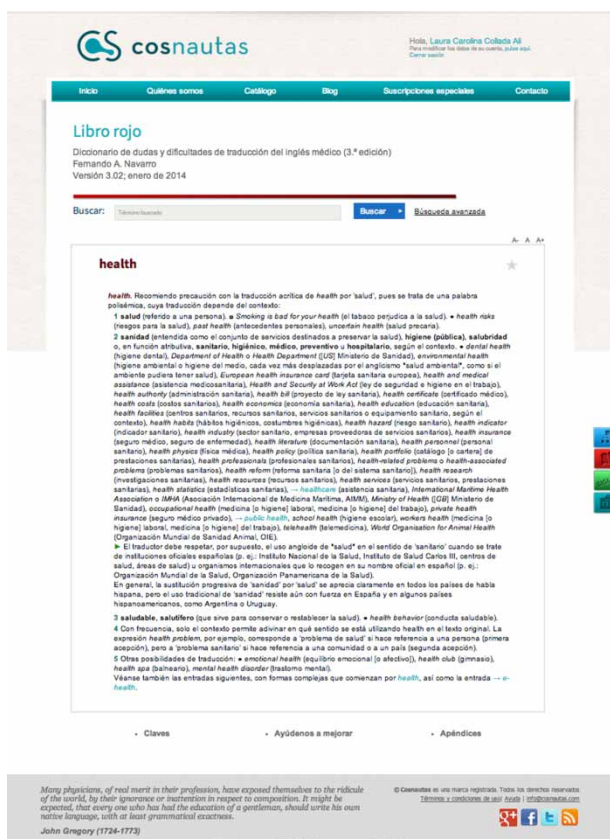 cosnautas
Hola, Laura Carolina Collada Ali
Para modificar los datos de su cuenta, pulse aquí.
Cerrar sesión
Inicio
Quiénes somos
Catálogo
Blog
Suscripciones especiales
Contacto
Libro rojo
Diccionario de dudas y dificultades de traducción del inglés médico (3.ª edición)
Fernando A. Navarro
Versión 3.02; enero de 2014
Buscar:
Término buscado
Buscar
Búsqueda avanzada
A- A A+
health
health. Recomiendo precaución con la traducción acrítica de health por 'salud', pues se trata de una palabra
polisémica, cuya traducción depende del contexto:
1 salud (referido a una persona). ■ Smoking is bad for your health (el tabaco perjudica a la salud). ● health risks
(riesgos para la salud), past health (antecedentes personales), uncertain health (salud precaria).
2 sanidad (entendida como el conjunto de servicios destinados a preservar la salud), higiene (pública), salubridad
o, en función atributiva, sanitario, higiénico, médico, preventivo u hospitalario, según el contexto. ● dental health
(higiene dental), Department of Health o Health Department ([US] Ministerio de Sanidad), environmental health
(higiene ambiental o higiene del medio, cada vez más desplazadas por el anglicismo *salud ambiental*, como si el
ambiente pudiera tener salud), European health insurance card (tarjeta sanitaria europea), health and medical
assistance (asistencia medicosanitaria), Health and Security at Work Act (ley de seguridad e higiene en el trabajo),
health authority (administración sanitaria), health bill (proyecto de ley sanitaria), health certificate (certificado médico),
health costs (costos sanitarios), health economics (economía sanitaria), health education (educación sanitaria),
health facilities (centros sanitarios, recursos sanitarios, servicios sanitarios o equipamiento sanitario, según el
contexto), health habits (hábitos higiénicos, costumbres higiénicas), health hazard (riesgo sanitario), health indicator
(indicador sanitario), health industry (sector sanitario, empresas proveedoras de servicios sanitarios), health insurance
(seguro médico, seguro de enfermedad), health literature (documentación sanitaria), health personnel (personal
sanitario), health physics (física médica), health policy (política sanitaria), health portfolio (catálogo [o cartera] de
prestaciones sanitarias), health professionals (profesionales sanitarios), health-related problems o health-associated
problems (problemas sanitarios), health reform (reforma sanitaria [o del sistema sanitario]), health research
(investigaciones sanitarias), health resources (recursos sanitarios), health services (servicios sanitarios, prestaciones
sanitarias), health statistics (estadísticas sanitarias), → healthcare (asistencia sanitaria), International Maritime Health
Association o IMHA (Asociación Internacional de Medicina Marítima, AIMM), Ministry of Health ([GB] Ministerio de
Sanidad), occupational health (medicina [o higiene] laboral, medicina [o higiene] del trabajo), private health
insurance (seguro médico privado), → public health, school health (higiene escolar), workers health (medicina [o
higiene] laboral, medicina [o higiene] del trabajo), telehealth (telemedicina), World Organisation for Animal Health
(Organización Mundial de Sanidad Animal, OIE).
► El traductor debe respetar, por supuesto, el uso angloide de *salud* en el sentido de 'sanitario' cuando se trate
de instituciones oficiales españolas (p. ej.: Instituto Nacional de la Salud, Instituto de Salud Carlos III, centros de
salud, áreas de salud) u organismos internacionales que lo recogen en su nombre oficial en español (p. ej.:
Organización Mundial de la Salud, Organización Panamericana de la Salud).
En general, la sustitución progresiva de 'sanidad' por 'salud' se aprecia claramente en todos los países de habla
hispana, pero el uso tradicional de 'sanidad' resiste aún con fuerza en España y en algunos países
hispanoamericanos, como Argentina o Uruguay.
3 saludable, salutífero (que sirve para conservar o restablecer la salud). ● health behavior (conducta saludable).
4 Con frecuencia, solo el contexto permite adivinar en qué sentido se está utilizando health en el texto original. La
expresión health problem, por ejemplo, corresponde a 'problema de salud' si hace referencia a una persona (primera
acepción), pero a 'problema sanitario' si hace referencia a una comunidad o a un país (segunda acepción).
5 Otras posibilidades de traducción: ● emotional health (equilibrio emocional [o afectivo]), health club (gimnasio),
health spa (balneario), mental health disorder (trastorno mental).
Véanse también las entradas siguientes, con formas complejas que comienzan por health, así como la entrada → e-
health.
• Claves
• Ayúdenos a mejorar
• Apéndices
Many physicians, of real merit in their profession, have exposed themselves to the ridicule
of the world, by their ignorance or inattention in respect to composition. It might be
expected, that every one who has had the education of a gentleman, should write his own
native language, with at least grammatical exactness.
John Gregory (1724-1773)
© Cosnautas es una marca registrada. Todos los derechos reservados
Términos y condiciones de uso| Ayuda | info@cosnautas.com